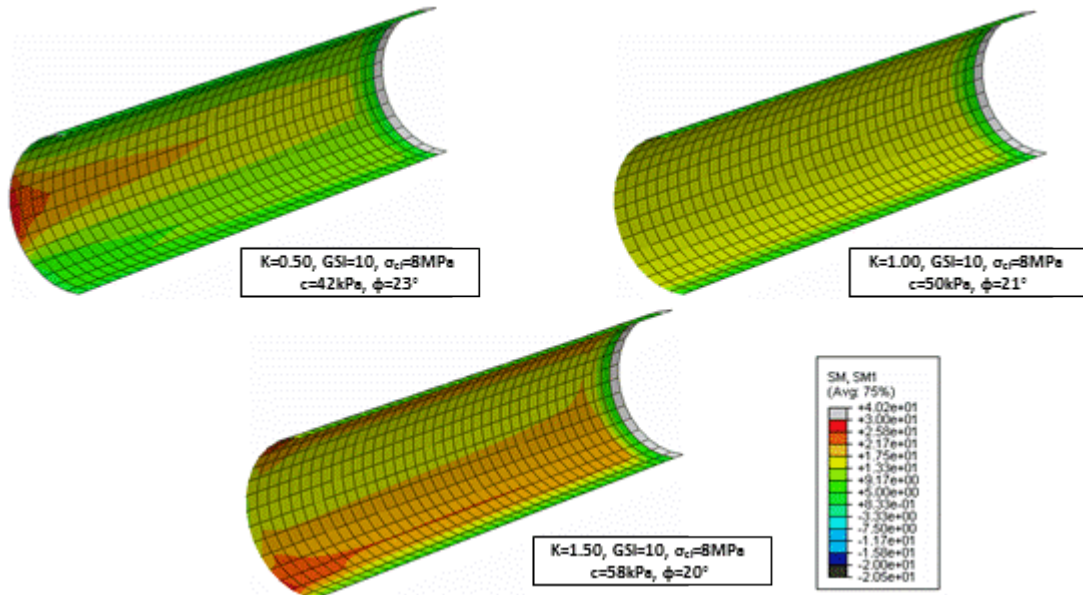 K=0.50, GSI=10, σci=8MPa
c=42kPa, ϕ=23°
K=1.00, GSI=10, σci=8MPa
c=50kPa, ϕ=21°
K=1.50, GSI=10, σci=8MPa
c=58kPa, ϕ=20°
SM, SM1
(Avg: 75%)
+4.02e+01
+3.00e+01
+2.58e+01
+2.17e+01
+1.75e+01
+1.33e+01
+9.17e+00
+5.00e+00
+8.33e-01
-3.33e+00
-7.50e+00
-1.17e+01
-1.58e+01
-2.00e+01
-2.05e+01